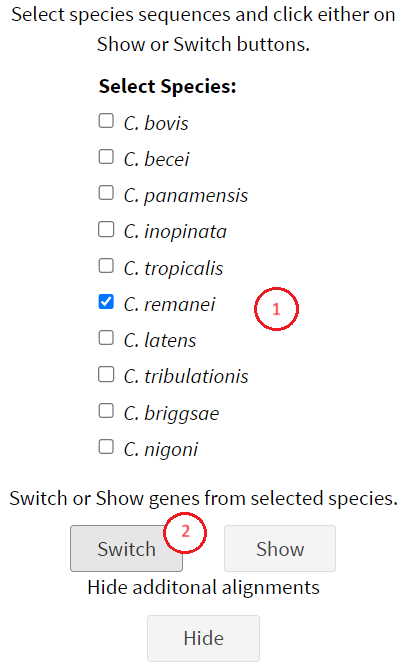 Select species sequences and click either on
Show or Switch buttons.
Select Species:
C. bovis
C. becei
C. panamensis
C. inopinata
C. tropicalis
C. remanei
1
C. latens
C. tribulationis
C. briggsae
C. nigoni
Switch or Show genes from selected species.
2
Switch Show
Hide additonal alignments
Hide